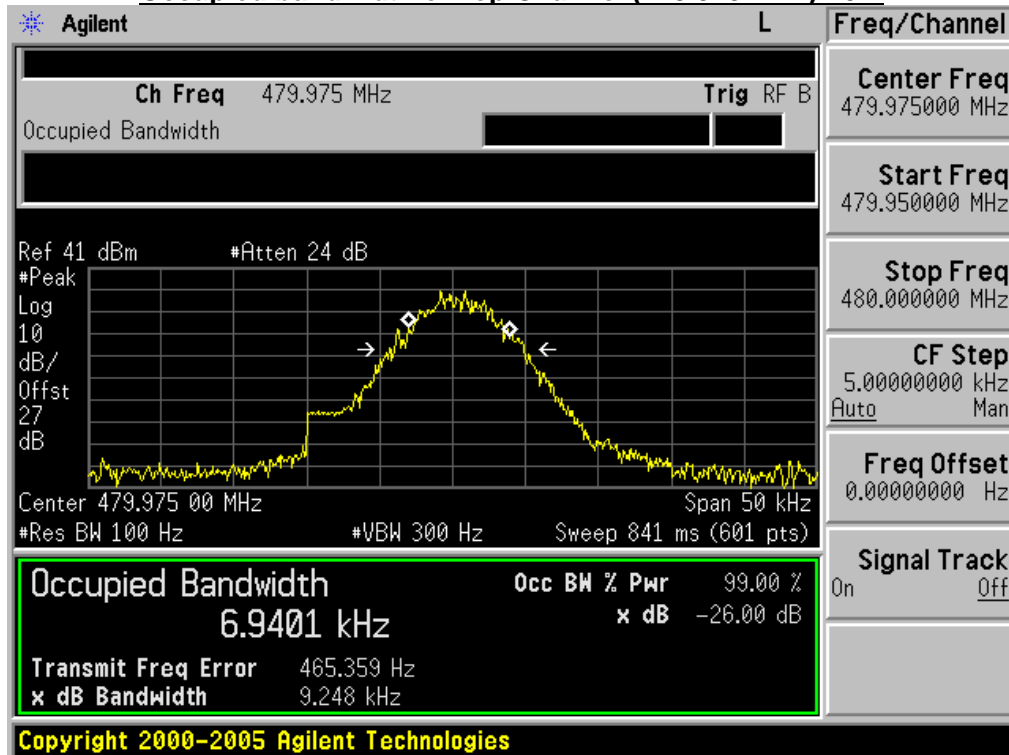 Agilent L Freq/Channel
Ch Freq 479.975 MHz Trig RF B
Occupied Bandwidth
Center Freq
479.975000 MHz
Start Freq
479.950000 MHz
Stop Freq
480.000000 MHz
CF Step
5.00000000 kHz
Auto Man
Freq Offset
0.00000000 Hz
Signal Track
On Off
Ref 41 dBm #Atten 24 dB
#Peak
Log
10
dB/
Offst
27
dB
Center 479.975 00 MHz Span 50 kHz
#Res BW 100 Hz #VBW 300 Hz Sweep 841 ms (601 pts)
Occupied Bandwidth Occ BW % Pwr 99.00 %
6.9401 kHz x dB -26.00 dB
Transmit Freq Error 465.359 Hz
x dB Bandwidth 9.248 kHz
Copyright 2000-2005 Agilent Technologies